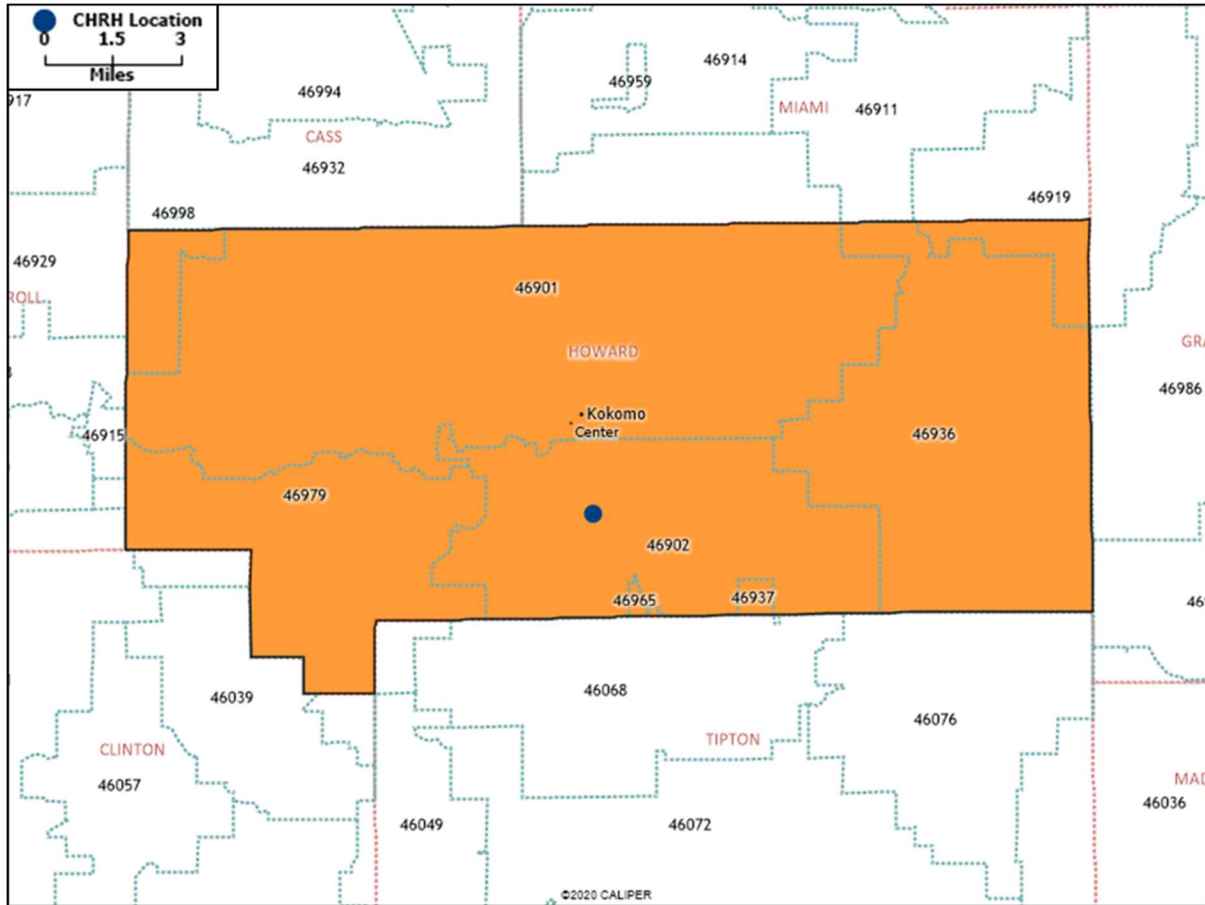 CHRH Location
0 1.5 3
Miles
46994
46959
46914
917
MIAMI
46911
CASS
46932
46919
46998
46929
46901
ROLL
GRA
HOWARD
46986
Kokomo
Center
46915
46936
46979
46902
46965
46937
46039
46068
46076
CLINTON
TIPTON
46057
MAD
46036
46049
46072
©2020 CALIPER